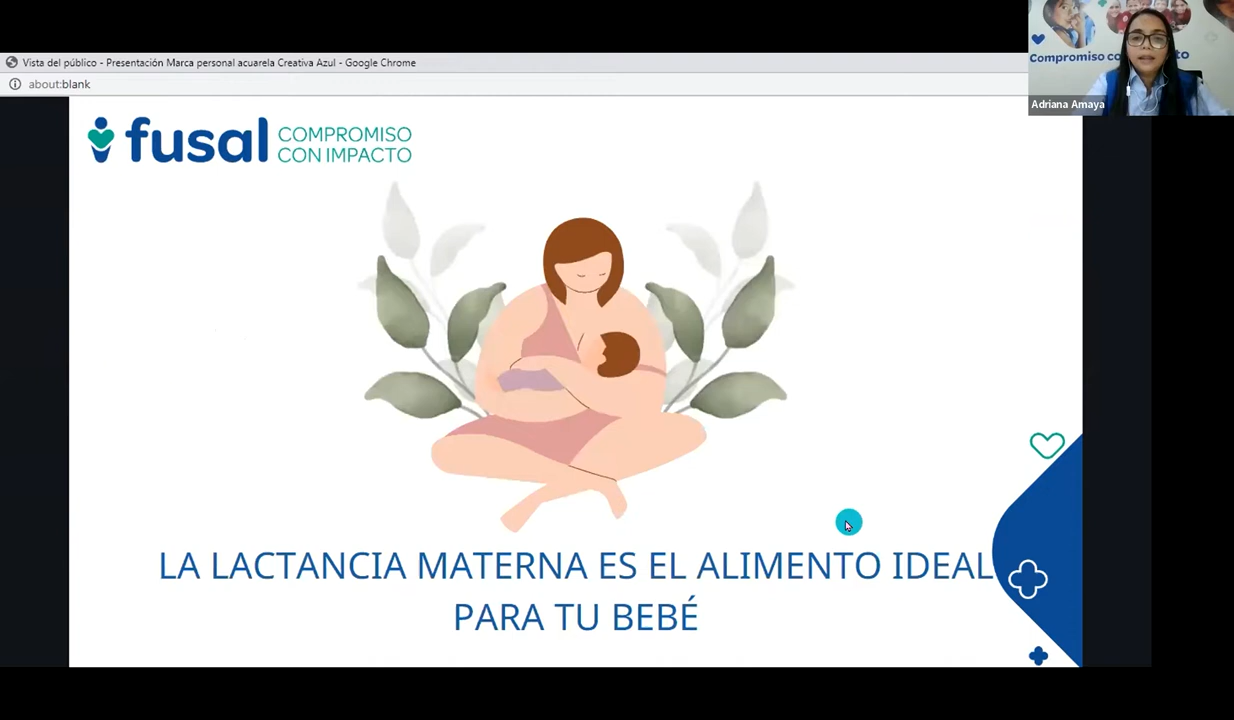 Vista del público - Presentación Marca personal acuarela Creativa Azul - Google Chrome
about:blank
fusal COMPROMISO
CON IMPACTO
LA LACTANCIA MATERNA ES EL ALIMENTO IDEAL
PARA TU BEBÉ
Compromiso
Adriana Amaya